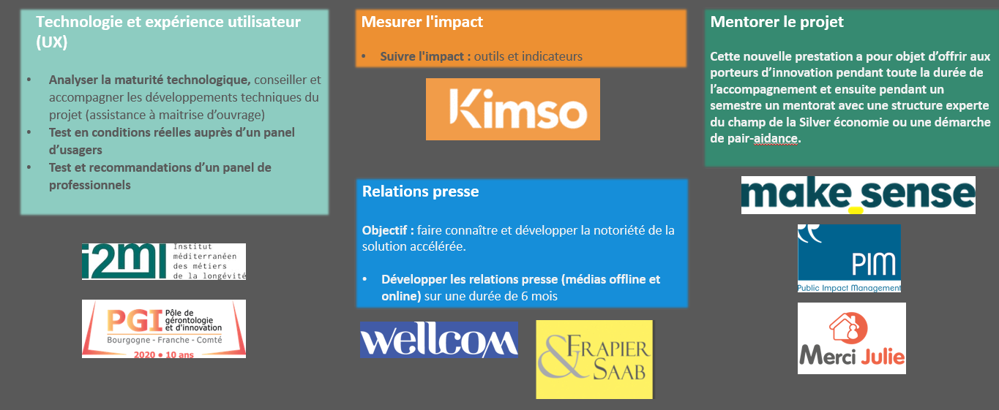 Technologie et expérience utilisateur
(UX)
• Analyser la maturité technologique, conseiller et
accompagner les développements techniques du
projet (assistance à maitrise d’ouvrage)
• Test en conditions réelles auprès d’un panel
d’usagers
• Test et recommandations d’un panel de
professionnels
i2ml
Institut
méditerranéen
des métiers
de la longévité
PGI
Pôle de
gérontologie
et d'innovation
Bourgogne - Franche - Comté
2020 • 10 ans
Mesurer l'impact
• Suivre l'impact : outils et indicateurs
Kimso
Relations presse
Objectif : faire connaître et développer la notoriété de la
solution accélérée.
• Développer les relations presse (médias offline et
online) sur une durée de 6 mois
wellcom
& FRAPIER
SAAB
Mentorer le projet
Cette nouvelle prestation a pour objet d’offrir aux
porteurs d’innovation pendant toute la durée de
l’accompagnement et ensuite pendant un
semestre un mentorat avec une structure experte
du champ de la Silver économie ou une démarche
de pair-aidance.
make_sense
PIM
Public Impact Management
Merci Julie